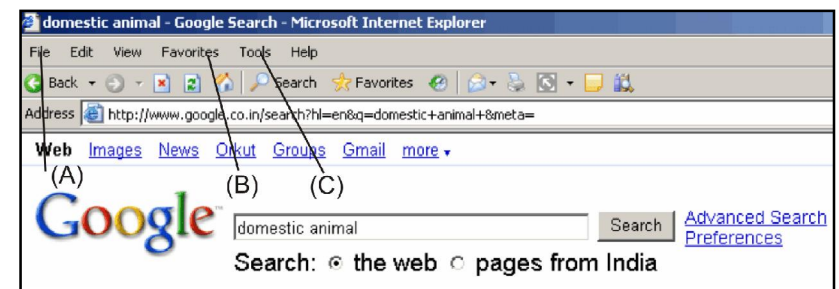 domestic animal - Google Search - Microsoft Internet Explorer
File Edit View Favorites Tools Help
Back Search Favorites
Address http://www.google.co.in/search?hl=en&q=domestic+animal+&meta=
Web Images News Orkut Groups Gmail more
(A) (B) (C)
Google™ domestic animal Search Advanced Search
Preferences
Search: the web pages from India